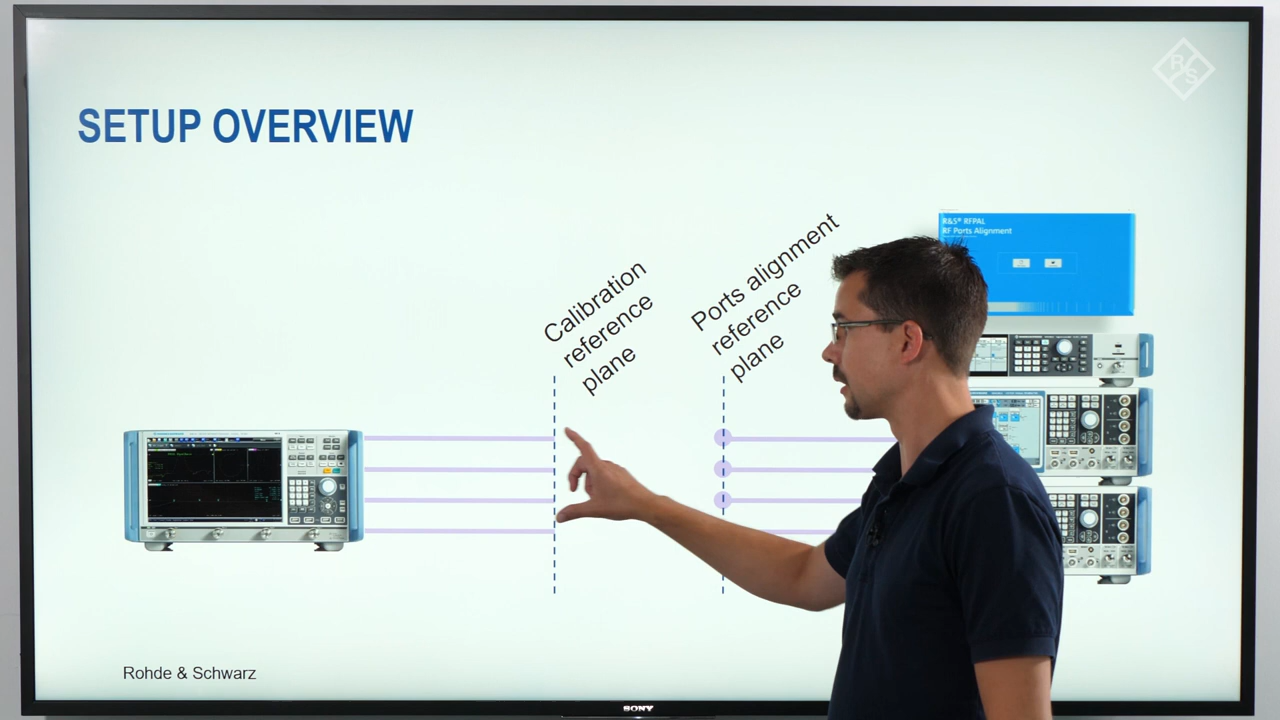 SETUP OVERVIEW
R&S
Calibration
reference
plane
Ports alignment
reference
plane
R&S® RFPAL
RF Ports Alignment
Rohde & Schwarz
SONY